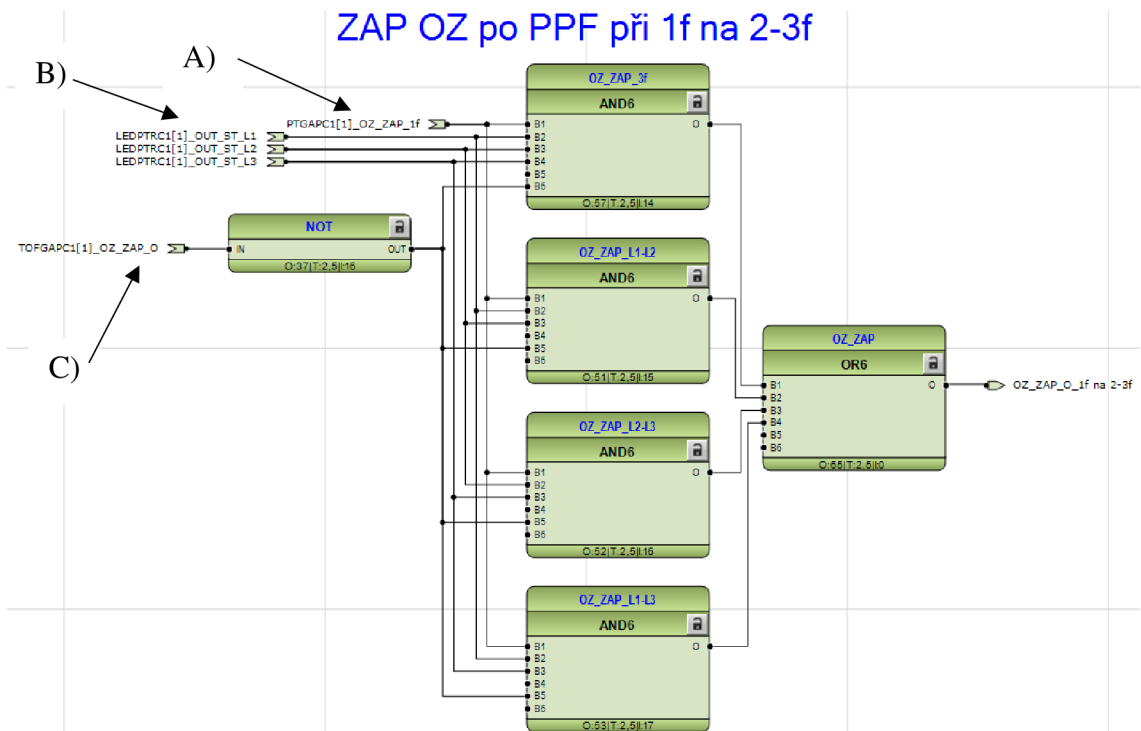 ZAP OZ po PPF při 1f na 2-3f
A)
B)
C)
PTGAPC1[1]_OZ_ZAP_1f
LEDPTRC1[1]_OUT_ST_L1
LEDPTRC1[1]_OUT_ST_L2
LEDPTRC1[1]_OUT_ST_L3
TOFGAPC1[1]_OZ_ZAP_O
NOT
IN OUT
O:37|T:2,5|I:16
OZ_ZAP_3f
AND6
B1 O
B2
B3
B4
B5
B6
O:57|T:2,5|I:14
OZ_ZAP_L1-L2
AND6
B1 O
B2
B3
B4
B5
B6
O:51|T:2,5|I:15
OZ_ZAP_L2-L3
AND6
B1 O
B2
B3
B4
B5
B6
O:52|T:2,5|I:16
OZ_ZAP_L1-L3
AND6
B1 O
B2
B3
B4
B5
B6
O:53|T:2,5|I:17
OZ_ZAP
OR6
B1 O
B2
B3
B4
B5
B6
O:65|T:2,5|I:0
OZ_ZAP_O_1f na 2-3f